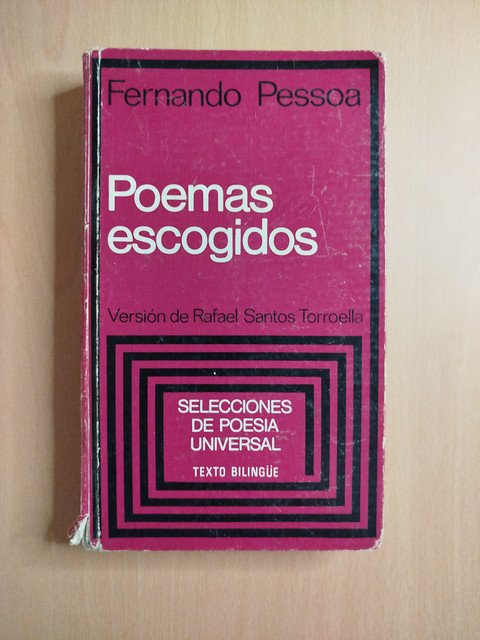 Fernando Pessoa
Poemas
escogidos
Versión de Rafael Santos Torroella
SELECCIONES
DE POESIA
UNIVERSAL
TEXTO BILINGÜE